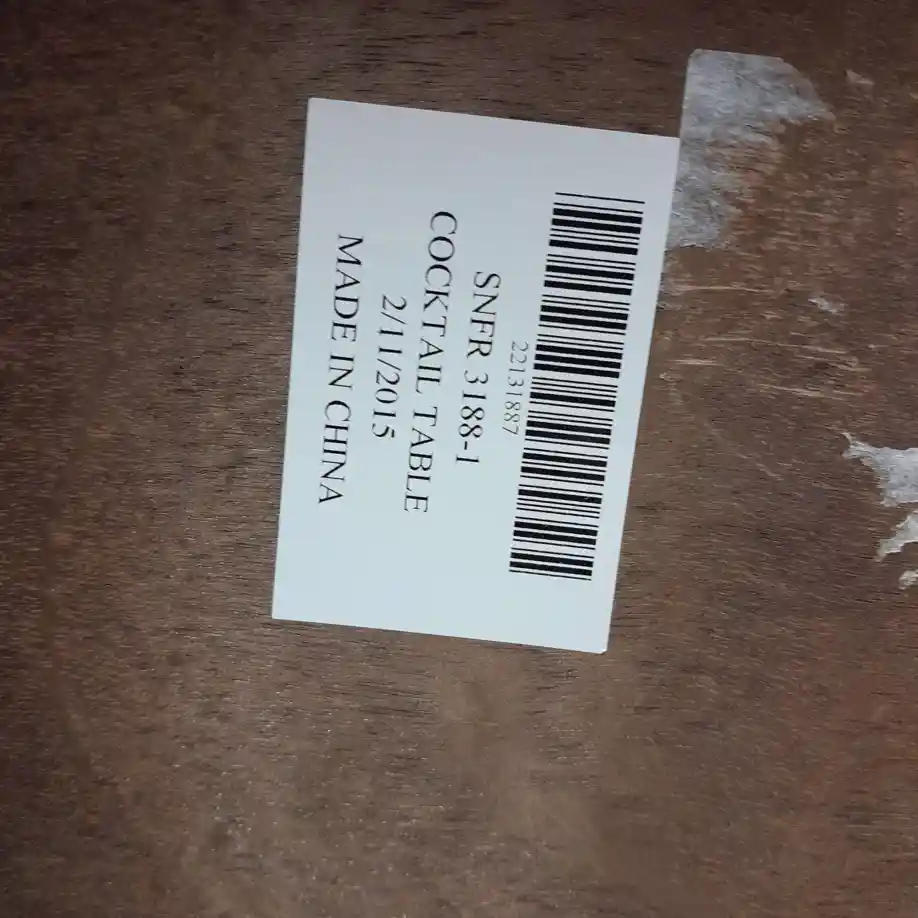 22131887
SNFR 3188-1
COCKTAIL TABLE
2/11/2015
MADE IN CHINA